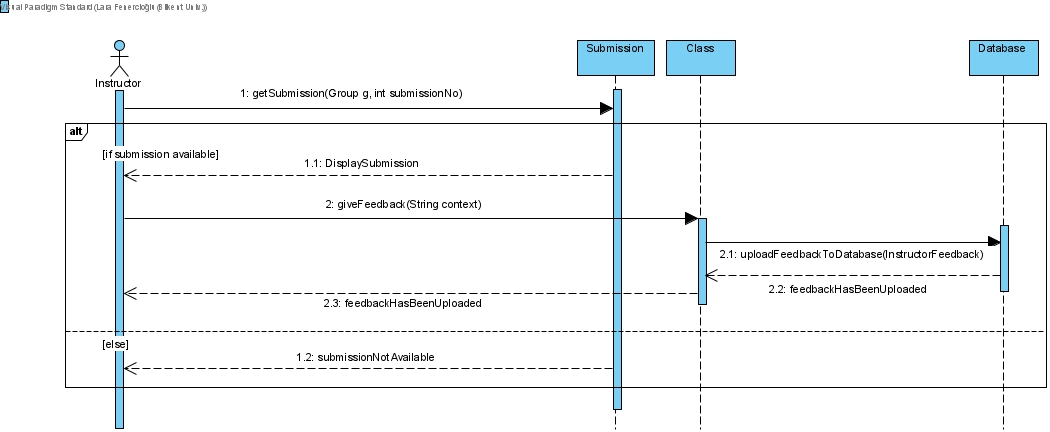 Visual Paradigm Standard (Lara Fenercioğlu (Bilkent Univ.))
Instructor
Submission
Class
Database
1: getSubmission(Group g, int submissionNo)
alt
[if submission available]
1.1: DisplaySubmission
2: giveFeedback(String context)
2.1: uploadFeedbackToDatabase(InstructorFeedback)
2.2: feedbackHasBeenUploaded
2.3: feedbackHasBeenUploaded
[else]
1.2: submissionNotAvailable